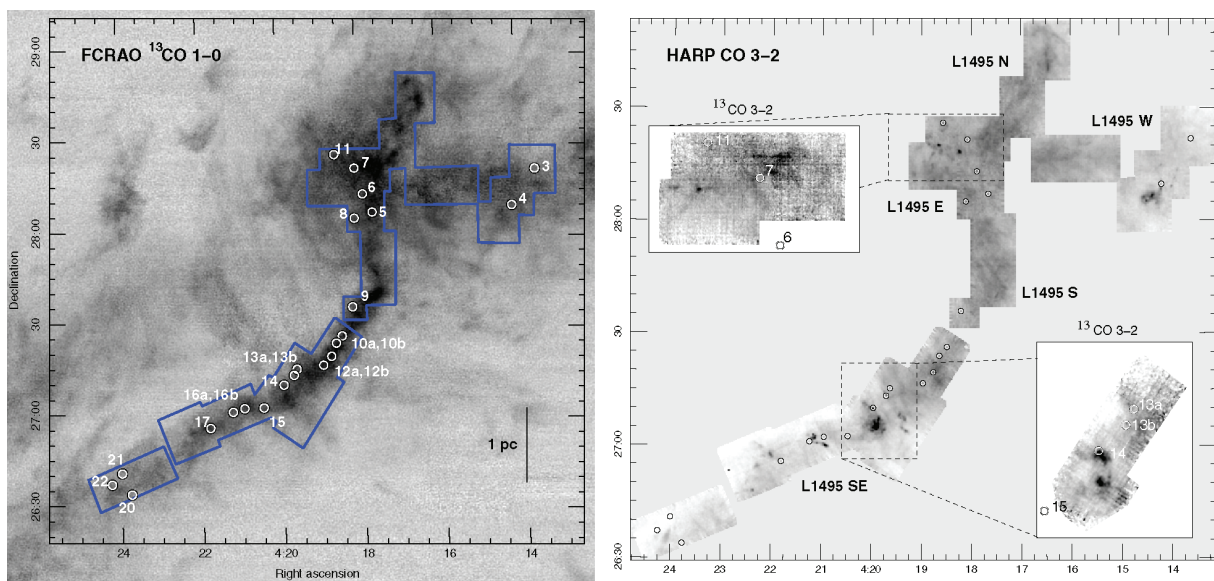 FCRAO ¹³CO 1-0
29:00
30
28:00
30
27:00
26:30
Declination
11
7
3
6
4
8
5
9
10a,10b
13a,13b
12a,12b
14
16a,16b
17
15
21
22
20
1 pc
24
22
4:20
18
16
14
Right ascension
HARP CO 3-2
L1495 N
¹³CO 3-2
L1495 W
11
7
6
L1495 E
L1495 S
¹³CO 3-2
13a
13b
14
15
L1495 SE
30
28:00
30
27:00
26:30
24
23
22
21
4:20
19
18
17
16
15
14